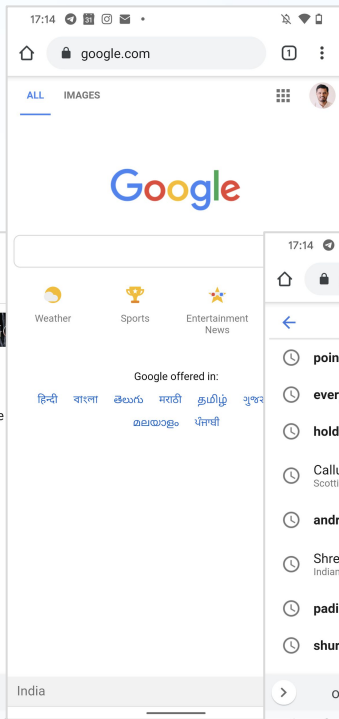 17:14
google.com
1
ALL IMAGES
Google
Weather Sports Entertainment News
Google offered in:
हिन्दी বাংলা తెలుగు मराठी தமிழ்
മലയാളം ਪੰਜਾਬੀ
India
17:14
Scotti
Indian